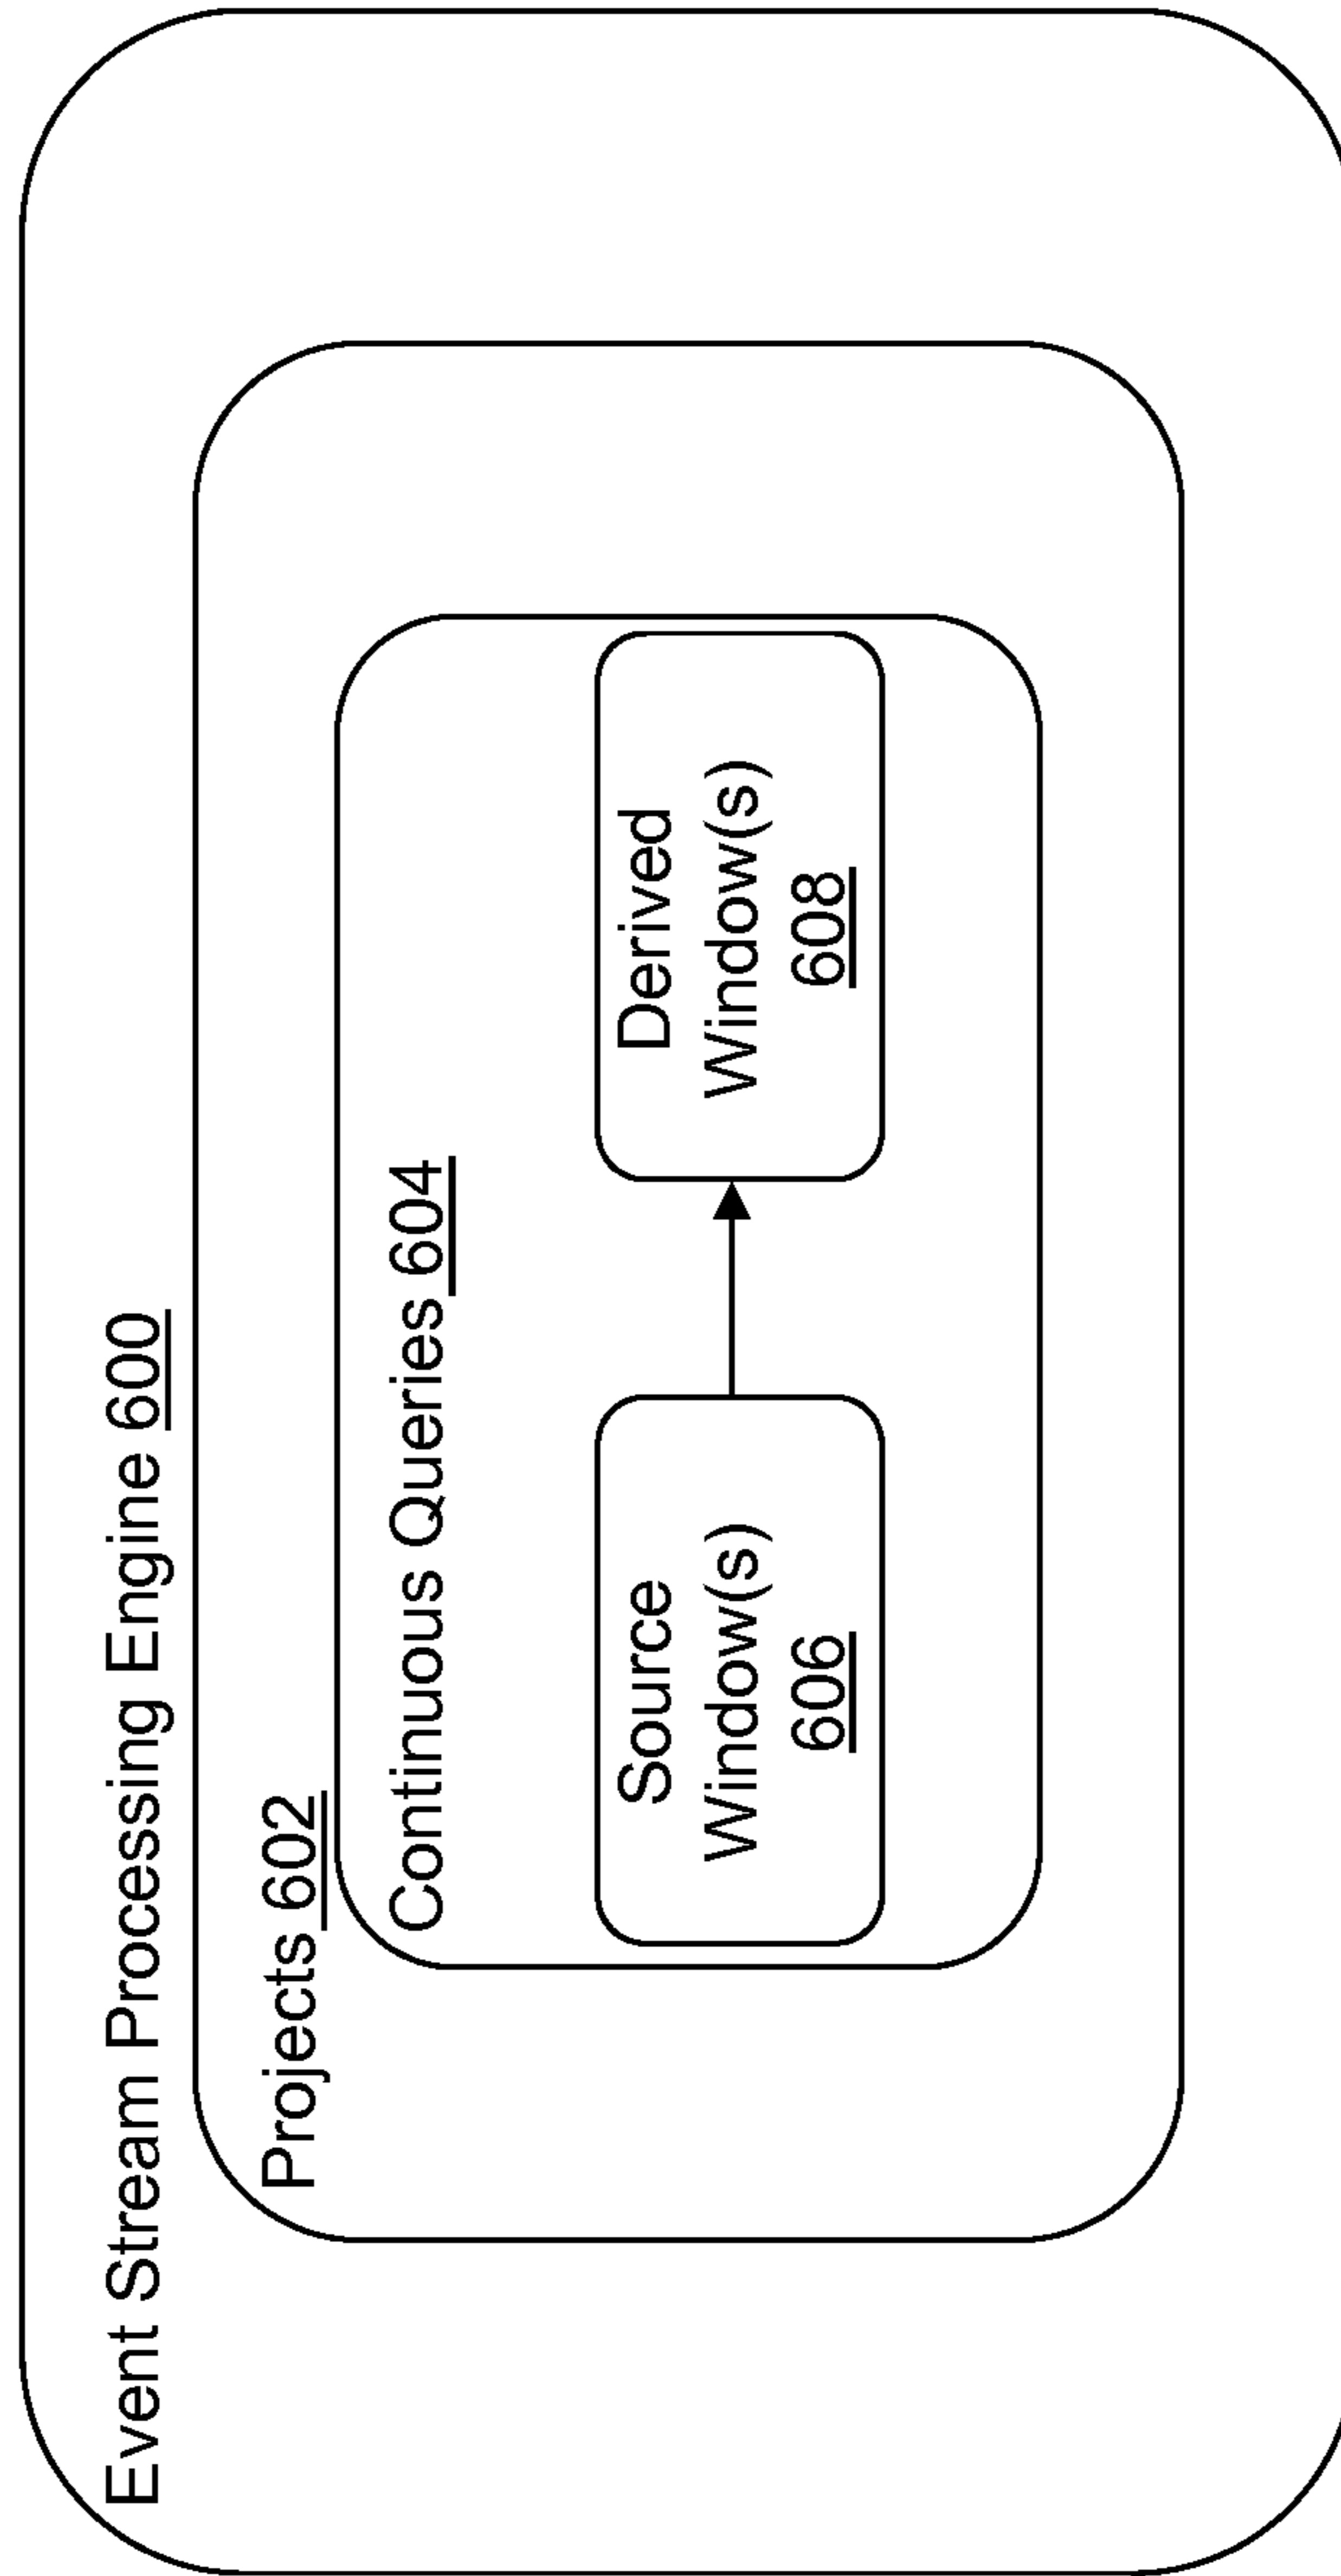 Event Stream Processing Engine 600
Projects 602
Continuous Queries 604
Source
Window(s)
606
Derived
Window(s)
608